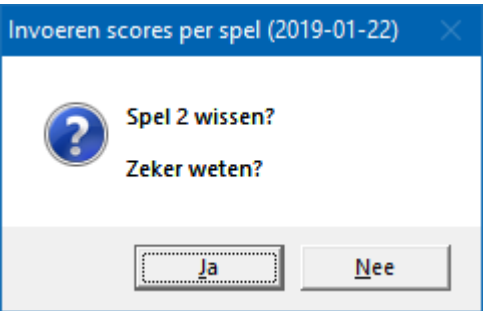 Invoeren scores per spel (2019-01-22)
Spel 2 wissen?
Zeker weten?
Ja
Nee